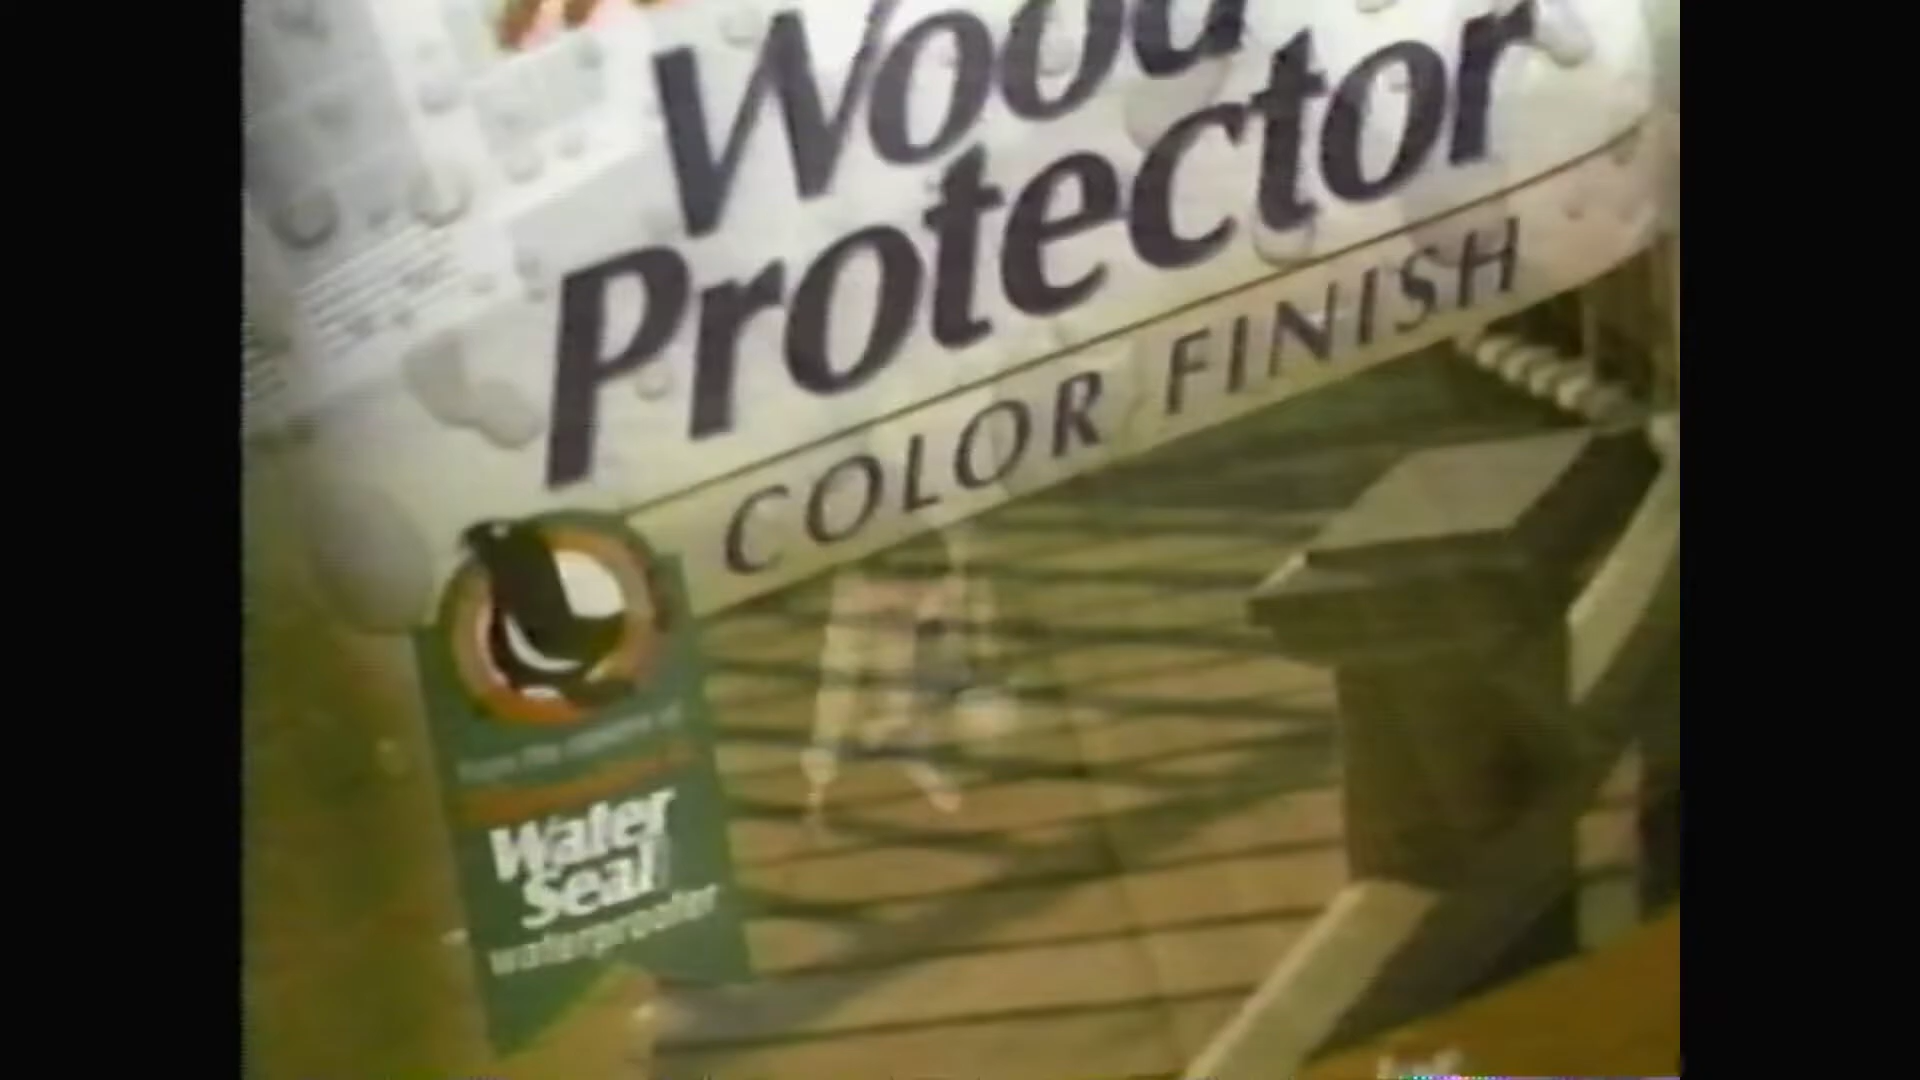 Wood
Protector
COLOR FINISH
Water
Seal
waterproofer